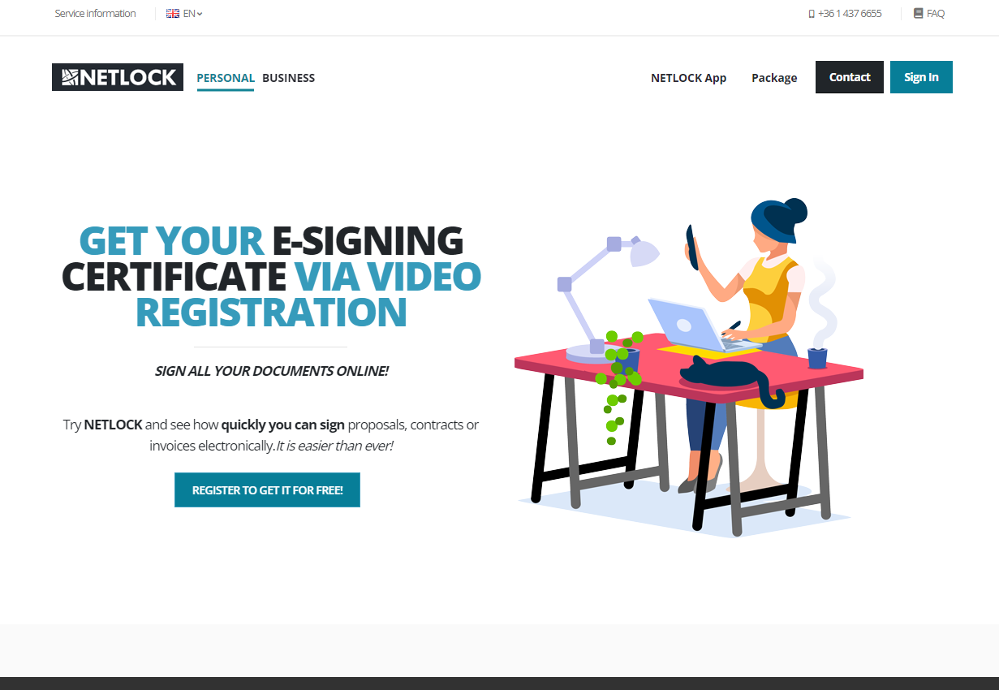 Service information
EN
+36 1 437 6655
FAQ
NETLOCK
PERSONAL
BUSINESS
NETLOCK App
Package
Contact
Sign In
GET YOUR E-SIGNING
CERTIFICATE VIA VIDEO
REGISTRATION
SIGN ALL YOUR DOCUMENTS ONLINE!
Try NETLOCK and see how quickly you can sign proposals, contracts or
invoices electronically.It is easier than ever!
REGISTER TO GET IT FOR FREE!